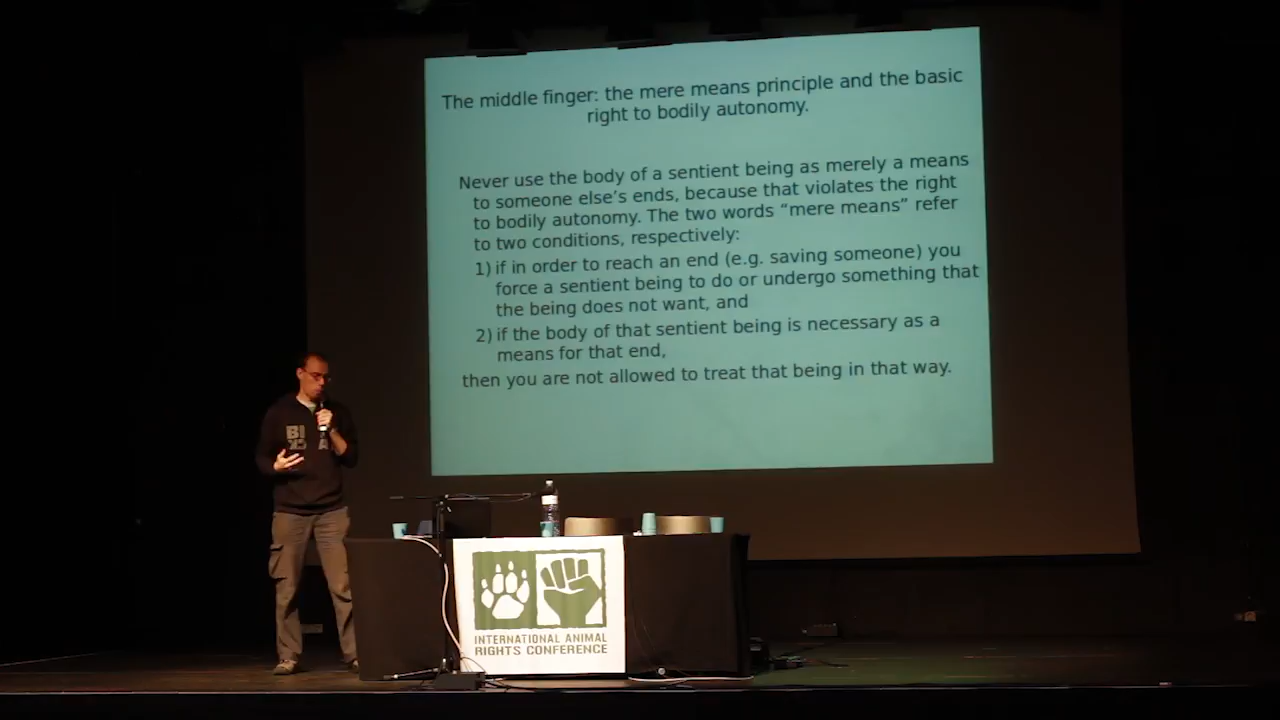 The middle finger: the mere means principle and the basic
right to bodily autonomy.
Never use the body of a sentient being as merely a means
to someone else’s ends, because that violates the right
to bodily autonomy. The two words “mere means” refer
to two conditions, respectively:
1) if in order to reach an end (e.g. saving someone) you
force a sentient being to do or undergo something that
the being does not want, and
2) if the body of that sentient being is necessary as a
means for that end,
then you are not allowed to treat that being in that way.
INTERNATIONAL ANIMAL
RIGHTS CONFERENCE